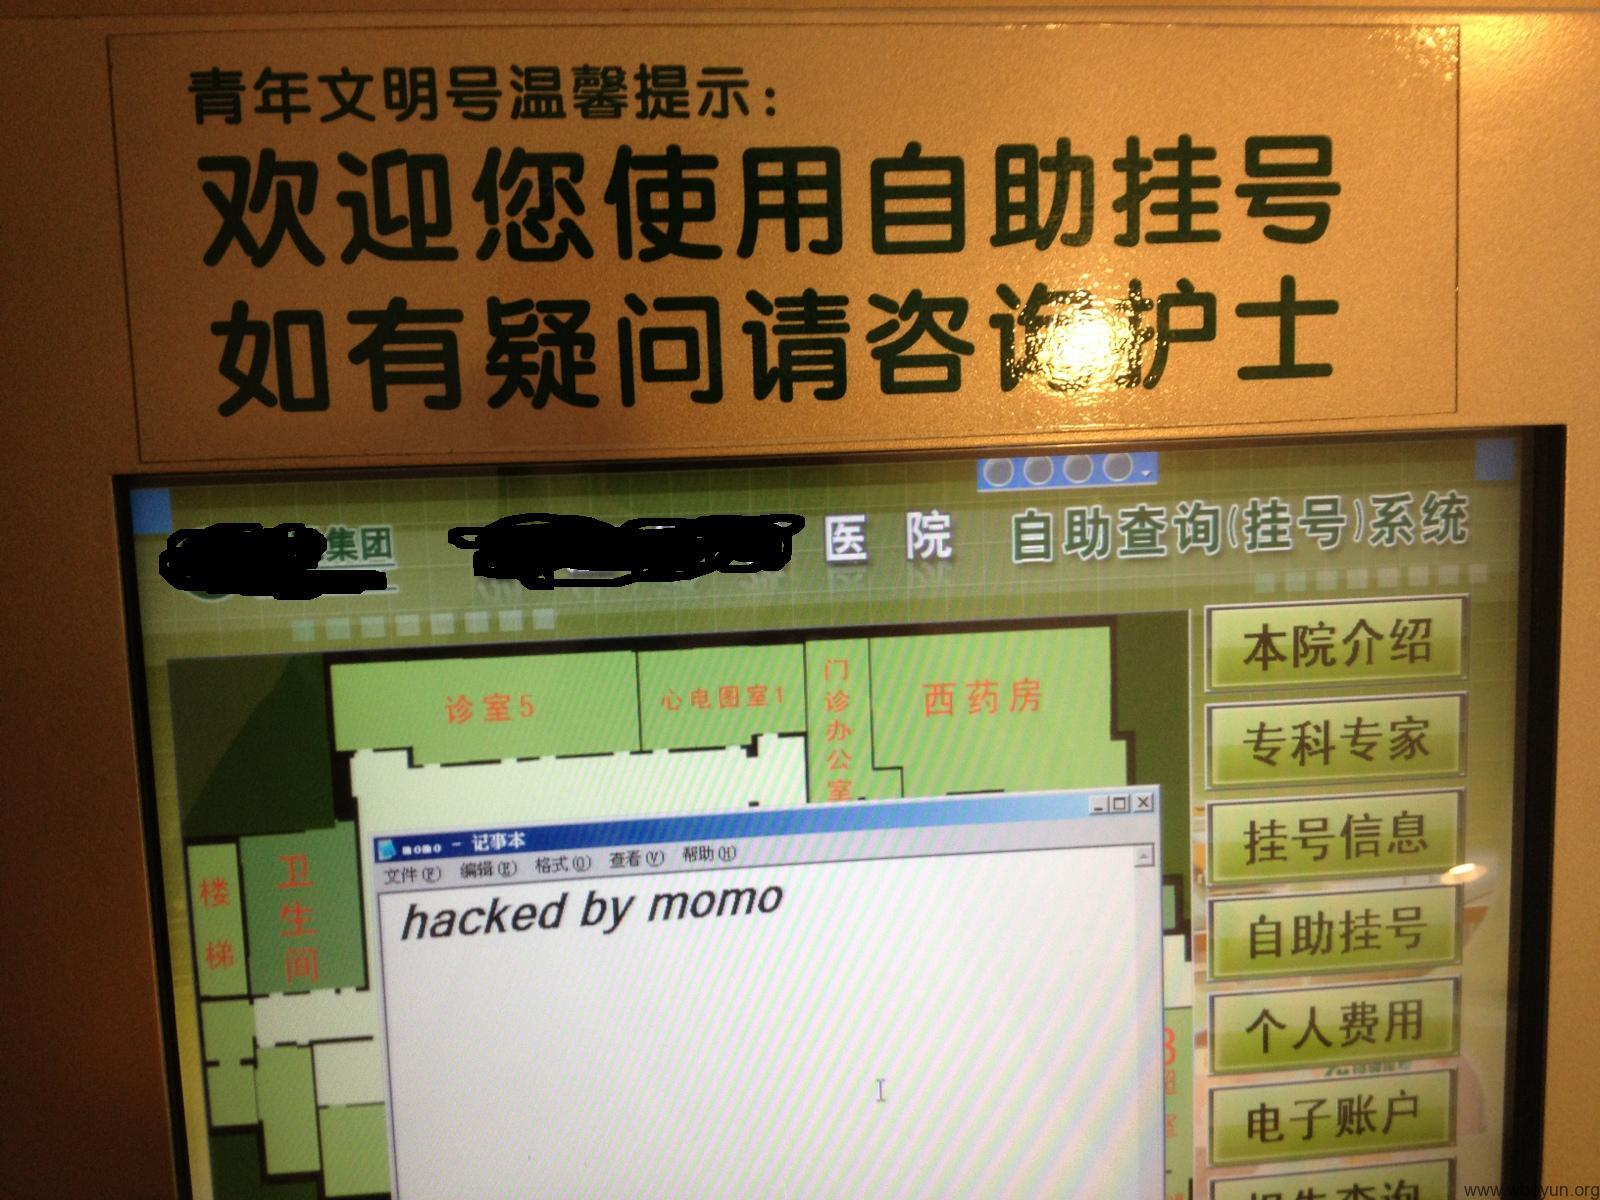 青年文明号温馨提示：
欢迎您使用自助挂号
如有疑问请咨询护士
集团
医院
自助查询(挂号)系统
本院介绍
专科专家
挂号信息
自助挂号
个人费用
电子账户
诊室5
心电图室1
门诊办公室
西药房
楼梯
卫生间
momo - 记事本
文件(F) 编辑(E) 格式(O) 查看(V) 帮助(H)
hacked by momo